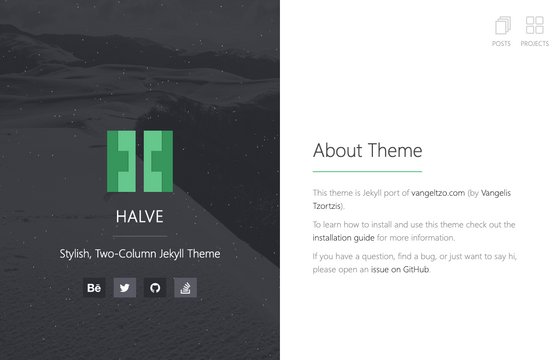 POSTS PROJECTS
HALVE
Stylish, Two-Column Jekyll Theme
Bē
About Theme
This theme is Jekyll port of vangeltzo.com (by Vangelis
Tzortzis).
To learn how to install and use this theme check out the
installation guide for more information.
If you have a question, find a bug, or just want to say hi,
please open an issue on GitHub.